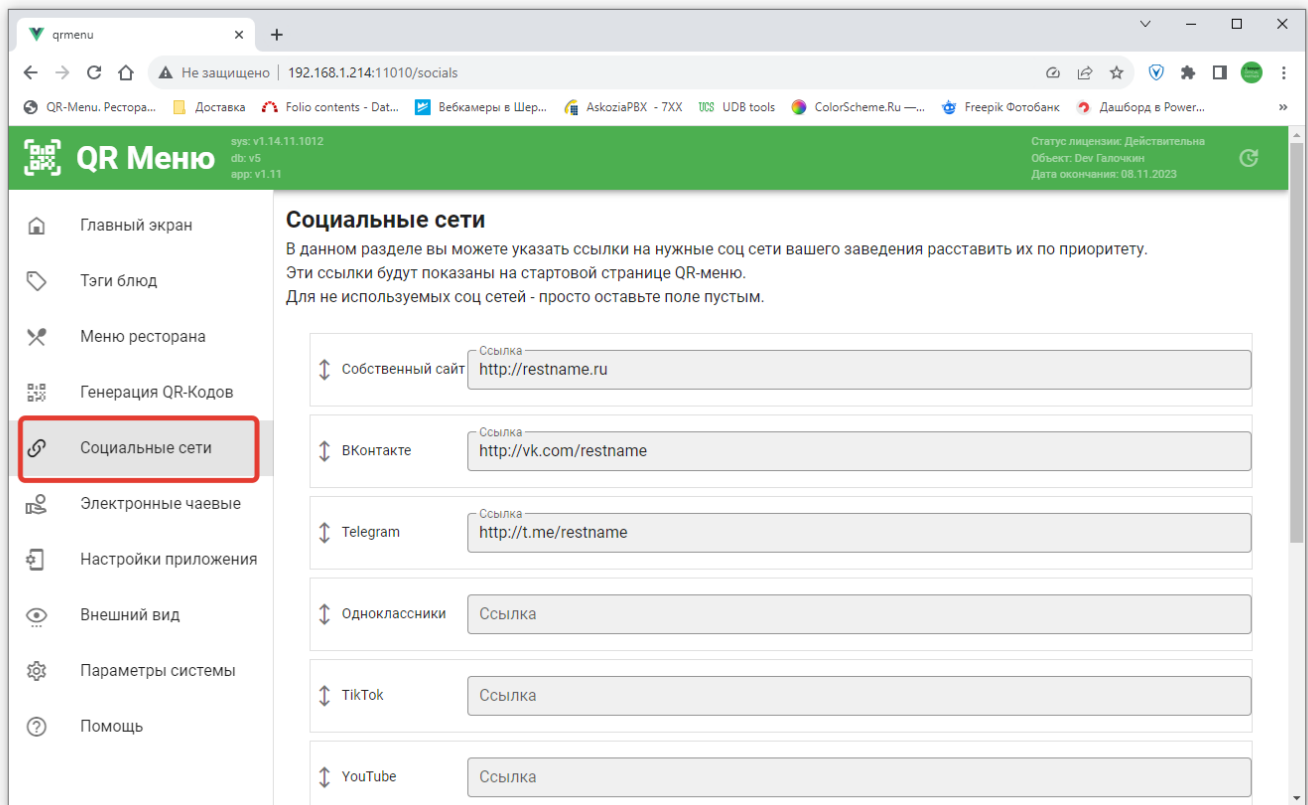 qrmenu
Не защищено 192.168.1.214:11010/socials
QR-Menu. Рестора... Доставка Folio contents - Dat... Вебкамеры в Шер... AskoziaPBX - 7XX UCS UDB tools ColorScheme.Ru —... Freepik Фотобанк Дашборд в Power... »
QR Меню
sys: v1.14.11.1012
db: v5
app: v1.11
Статус лицензии: Действительна
Объект: Dev Галочкин
Дата окончания: 08.11.2023
Главный экран
Тэги блюд
Меню ресторана
Генерация QR-Кодов
Социальные сети
Электронные чаевые
Настройки приложения
Внешний вид
Параметры системы
Помощь
Социальные сети
В данном разделе вы можете указать ссылки на нужные соц сети вашего заведения расставить их по приоритету.
Эти ссылки будут показаны на стартовой странице QR-меню.
Для не используемых соц сетей - просто оставьте поле пустым.
Ссылка
Собственный сайт http://restname.ru
Ссылка
ВКонтакте http://vk.com/restname
Ссылка
Telegram http://t.me/restname
Одноклассники Ссылка
TikTok Ссылка
YouTube Ссылка